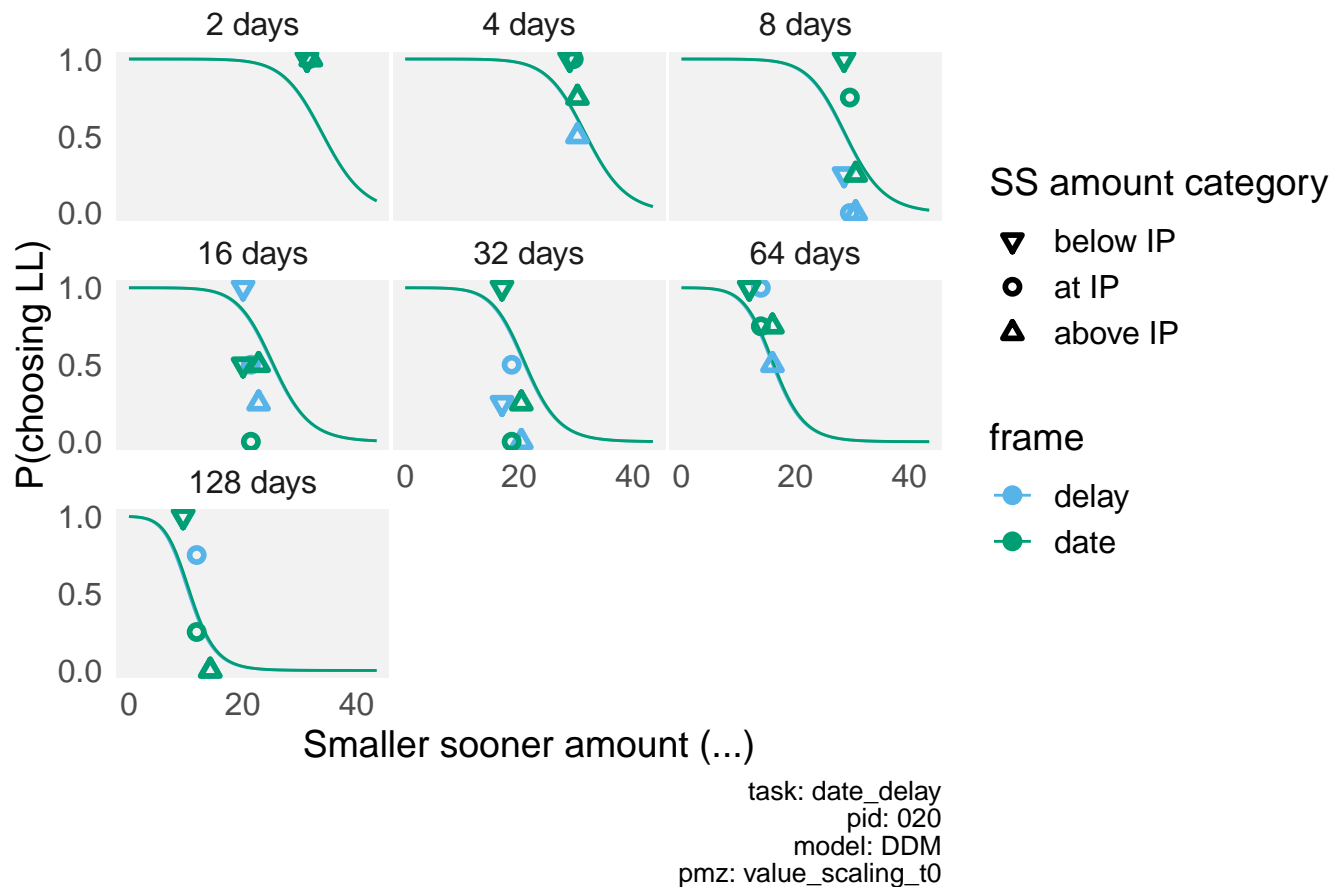 2 days 4 days 8 days
1.0
0.5
0.0
16 days 32 days 64 days
1.0
0.5
0.0
0 20 40 0 20 40
128 days
1.0
0.5
0.0
0 20 40
P(choosing LL)
Smaller sooner amount (...)
SS amount category
below IP
at IP
above IP
frame
delay
date
task: date_delay
pid: 020
model: DDM
pmz: value_scaling_t0